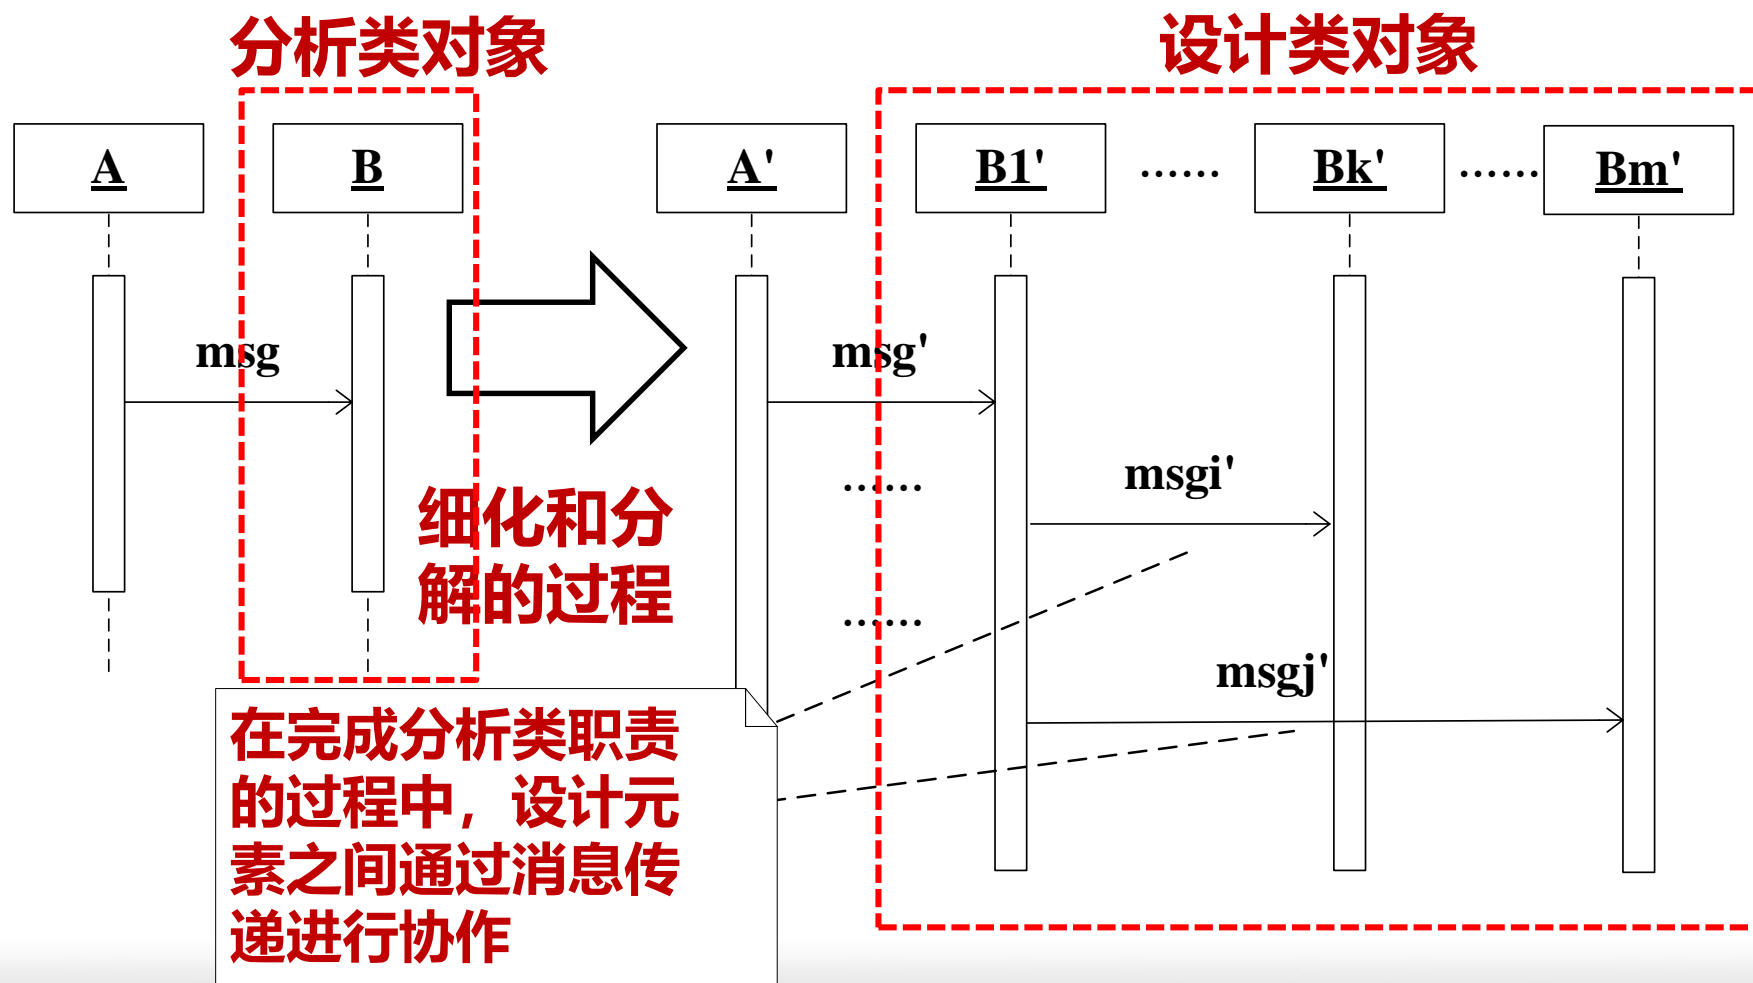 分析类对象
设计类对象
A
B
A'
B1'
……
Bk'
……
Bm'
msg
msg'
……
msgi'
细化和分
解的过程
……
msgj'
在完成分析类职责
的过程中，设计元
素之间通过消息传
递进行协作